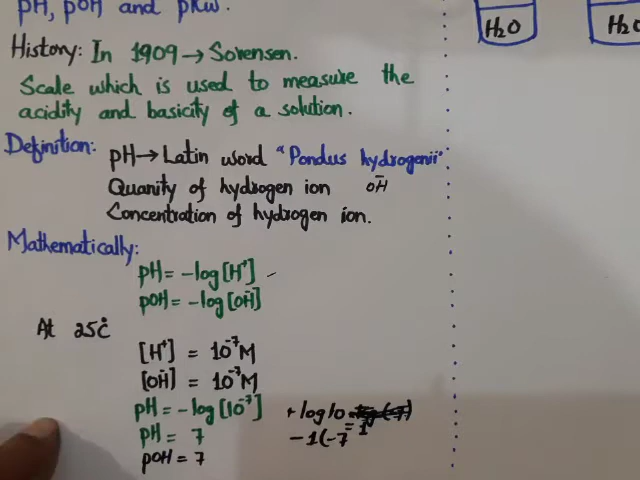 pH, pOH and pKw.
History: In 1909 → Sorensen.
Scale which is used to measure the
acidity and basicity of a solution.
Definition: pH → Latin word "Pondus hydrogenii"
Quanity of hydrogen ion OH̄
Concentration of hydrogen ion.
Mathematically:
pH = -log[H⁺]
pOH = -log[OH̄]
At 25°C
[H⁺] = 10⁻⁷M
[OH̄] = 10⁻⁷M
pH = -log[10⁻⁷] + log10
pH = 7 -1(-7 = 1
pOH = 7
H₂O
H₂O